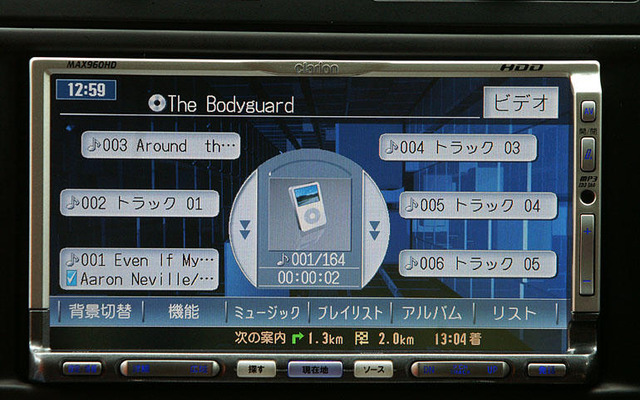 MAX960HD
clarion
HDD
12:59
The Bodyguard
ビデオ
003 Around th…
004 トラック 03
002 トラック 01
005 トラック 04
001 Even If My…
Aaron Neville/…
006 トラック 05
001/164
00:00:02
背景切替
機能
ミュージック
プレイリスト
アルバム
リスト
次の案内 1.3km 2.0km 13:04着
探す
現在地
ソース
MP3